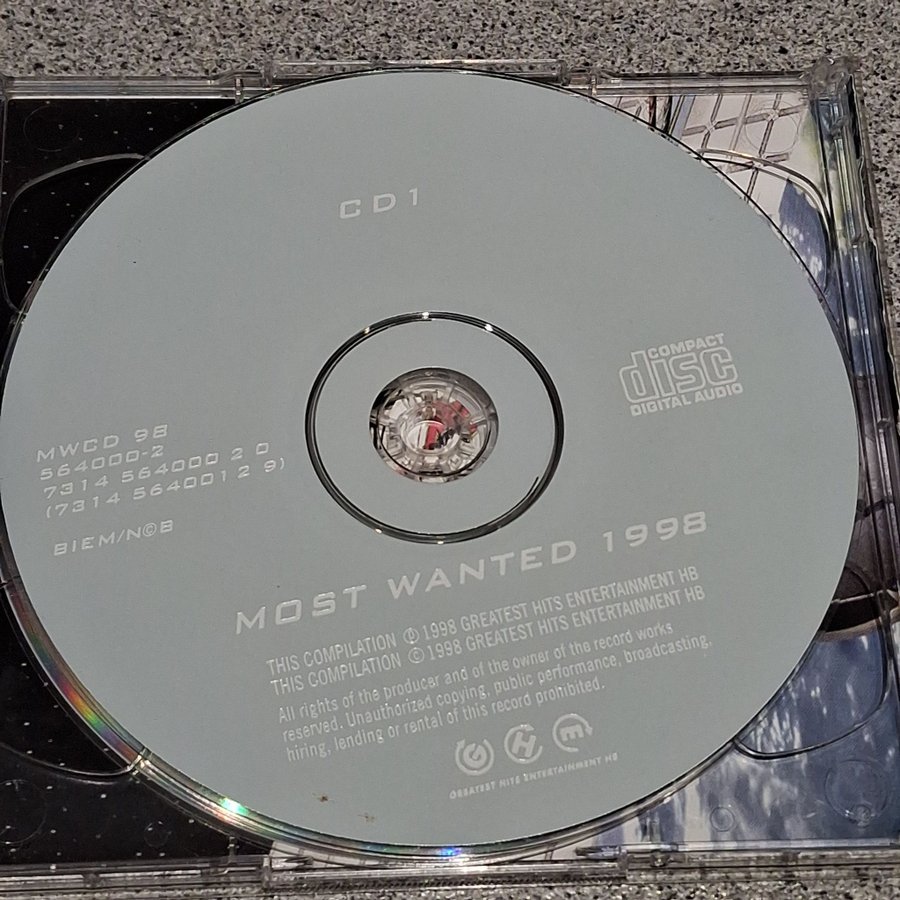 CD1
COMPACT
disc
DIGITAL AUDIO
MWCD 98
564000-2
7314 564000 2 0
(7314 564001 2 9)
BIEM/N©B
MOST WANTED 1998
THIS COMPILATION ℗ 1998 GREATEST HITS ENTERTAINMENT HB
THIS COMPILATION © 1998 GREATEST HITS ENTERTAINMENT HB
All rights of the producer and of the owner of the record works
reserved. Unauthorized copying, public performance, broadcasting,
hiring, lending or rental of this record prohibited.
G H E
GREATEST HITS ENTERTAINMENT HB